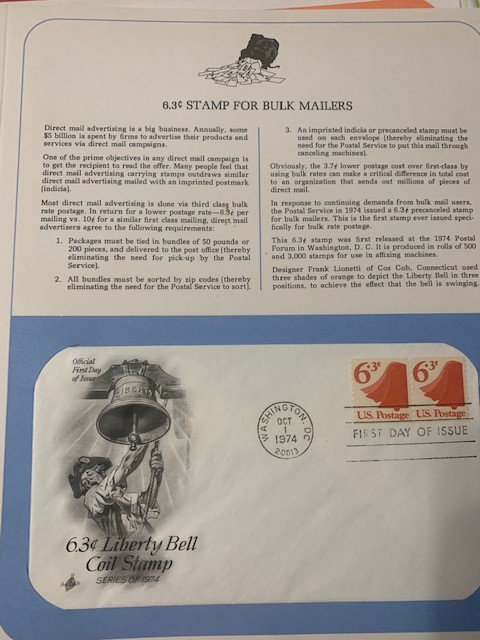 6.3¢ STAMP FOR BULK MAILERS
Direct mail advertising is a big business. Annually, some
$5 billion is spent by firms to advertise their products and
services via direct mail campaigns.
One of the prime objectives in any direct mail campaign is
to get the recipient to read the offer. Many people feel that
direct mail advertising carrying stamps outdraws similar
direct mail advertising mailed with an imprinted postmark
(indicia).
Most direct mail advertising is done via third class bulk
rate postage. In return for a lower postage rate—6.3¢ per
mailing vs. 10¢ for a similar first class mailing, direct mail
advertisers agree to the following requirements:
1. Packages must be tied in bundles of 50 pounds or
200 pieces, and delivered to the post office (thereby
eliminating the need for pick-up by the Postal
Service).
2. All bundles must be sorted by zip codes (thereby
eliminating the need for the Postal Service to sort).
3. An imprinted indicia or precanceled stamp must be
used on each envelope (thereby eliminating the
need for the Postal Service to put this mail through
canceling machines).
Obviously, the 3.7¢ lower postage cost over first-class by
using bulk rates can make a critical difference in total cost
to an organization that sends out millions of pieces of
direct mail.
In response to continuing demands from bulk mail users,
the Postal Service in 1974 issued a 6.3¢ precanceled stamp
for bulk mailers. This is the first stamp ever issued speci-
fically for bulk rate postage.
This 6.3¢ stamp was first released at the 1974 Postal
Forum in Washington, D. C. It is produced in rolls of 500
and 3,000 stamps for use in affixing machines.
Designer Frank Lionetti of Cos Cob, Connecticut used
three shades of orange to depict the Liberty Bell in three
positions, to achieve the effect that the bell is swinging.
Official
First Day
of Issue
LIBERTY
6.3¢ Liberty Bell
Coil Stamp
SERIES OF 1974
WASHINGTON, DC
OCT
1
1974
20013
6.3¢
U.S. Postage
6.3¢
U.S. Postage
FIRST DAY OF ISSUE